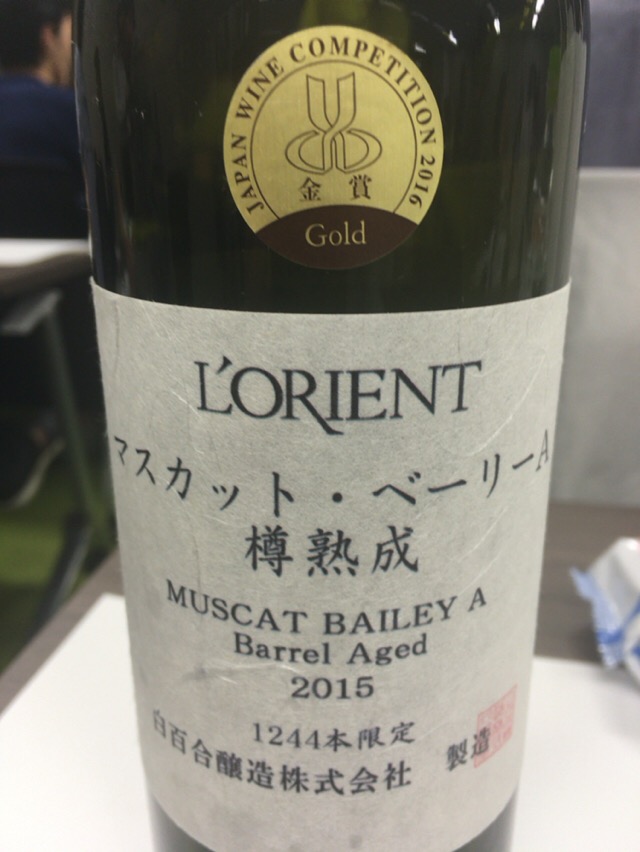 JAPAN WINE COMPETITION 2016
金賞
Gold
L'ORIENT
マスカット・ベーリーA
樽熟成
MUSCAT BAILEY A
Barrel Aged
2015
1244本限定
白百合醸造株式会社 製造